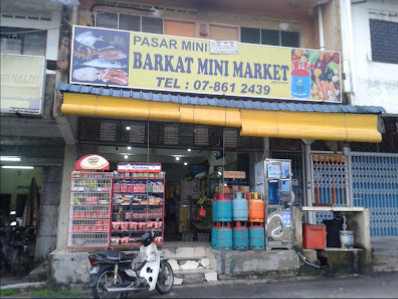 PASAR MINI
BARKAT MINI MARKET
TEL : 07-861 2439